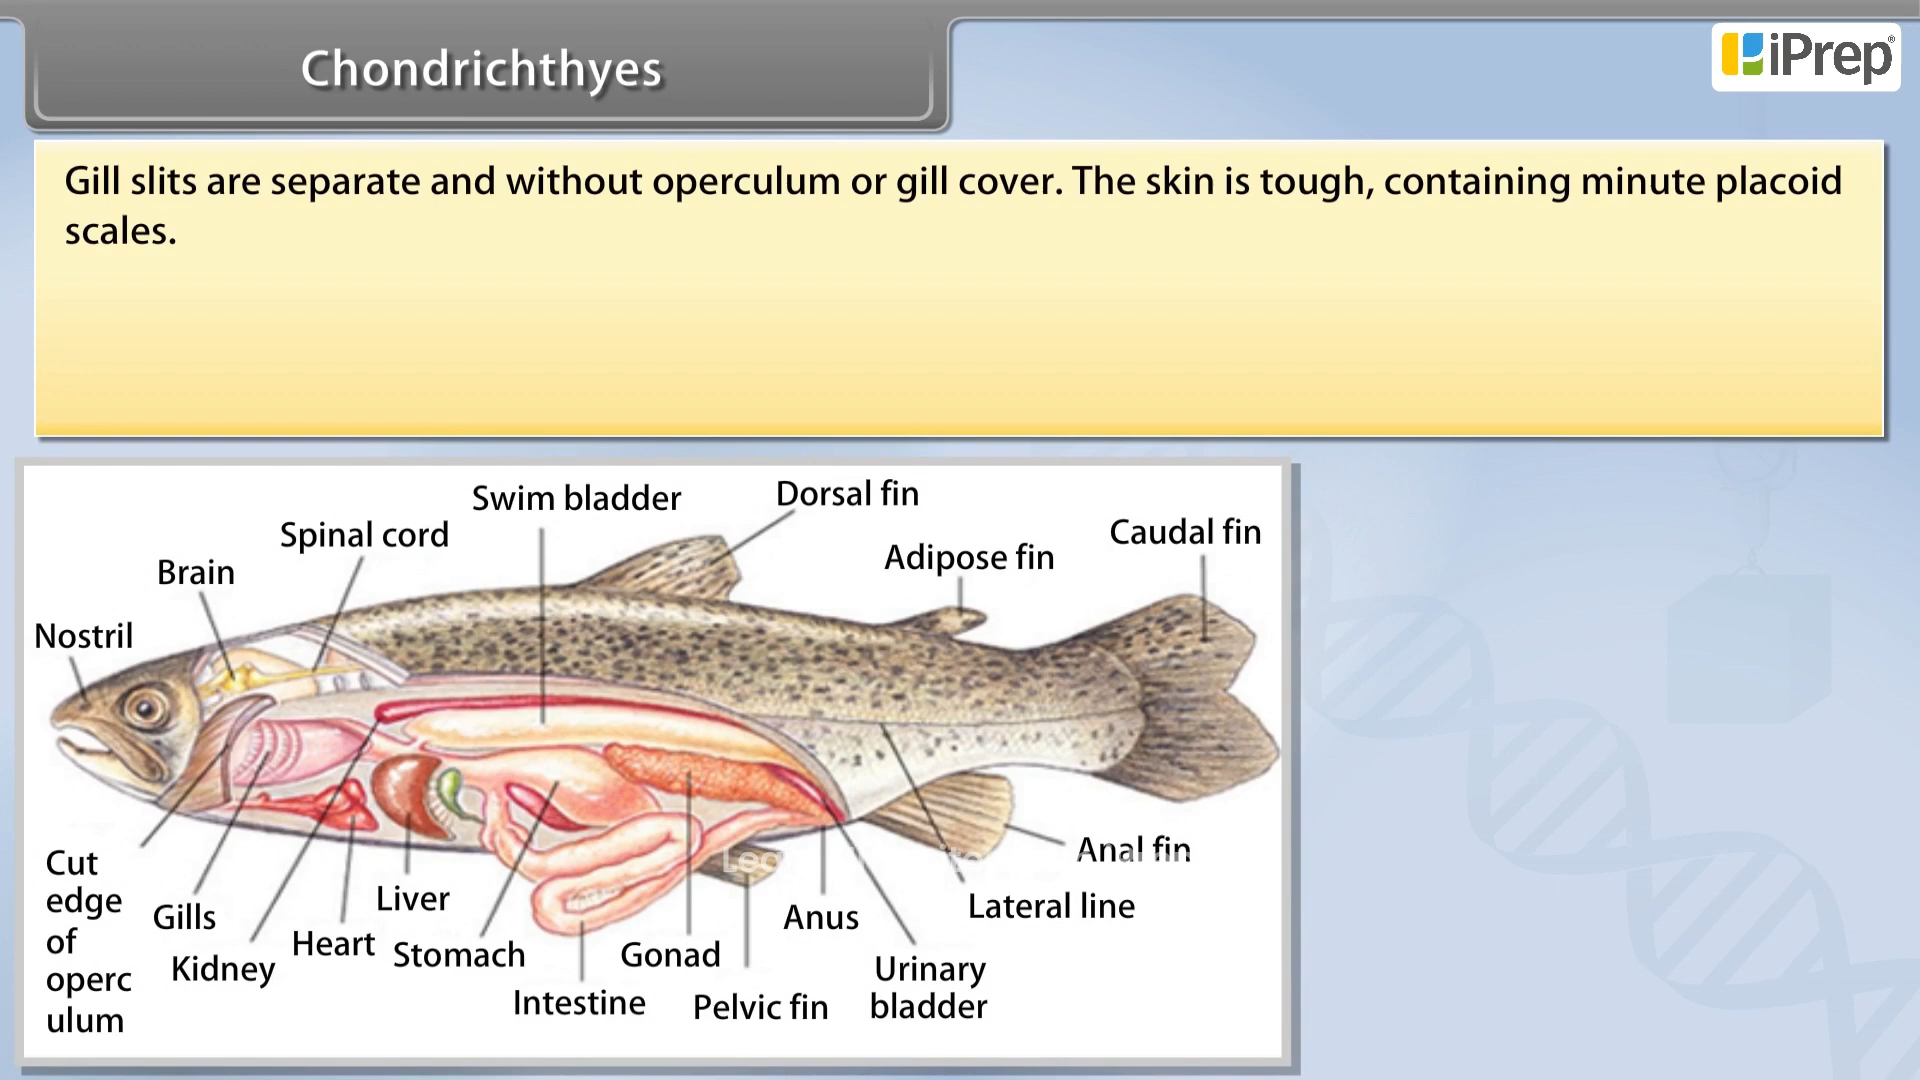 Chondrichthyes
iPrep®
Gill slits are separate and without operculum or gill cover. The skin is tough, containing minute placoid
scales.
Swim bladder
Dorsal fin
Spinal cord
Caudal fin
Adipose fin
Brain
Nostril
Cut
edge
of
operc
ulum
Gills
Kidney
Heart
Liver
Stomach
Intestine
Gonad
Pelvic fin
Anus
Urinary
bladder
Lateral line
Anal fin